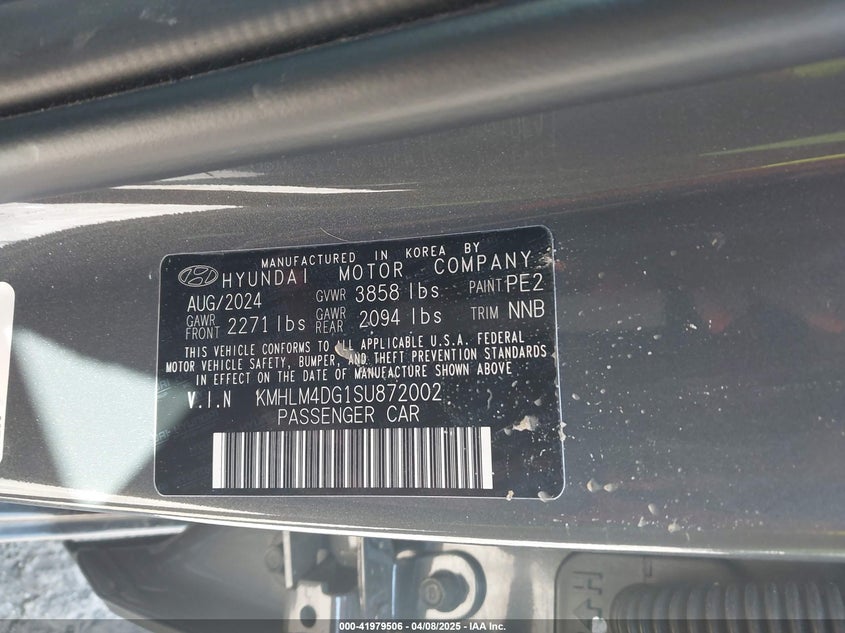 MANUFACTURED IN KOREA BY
HYUNDAI MOTOR COMPANY
AUG/2024 GVWR 3858 lbs PAINT PE2
GAWR FRONT 2271 lbs GAWR REAR 2094 lbs TRIM NNB
THIS VEHICLE CONFORMS TO ALL APPLICABLE U.S.A. FEDERAL
MOTOR VEHICLE SAFETY, BUMPER, AND THEFT PREVENTION STANDARDS
IN EFFECT ON THE DATE OF MANUFACTURE SHOWN ABOVE
V.I.N KMHLM4DG1SU872002
PASSENGER CAR
000-41979506 - 04/08/2025 - IAA Inc.